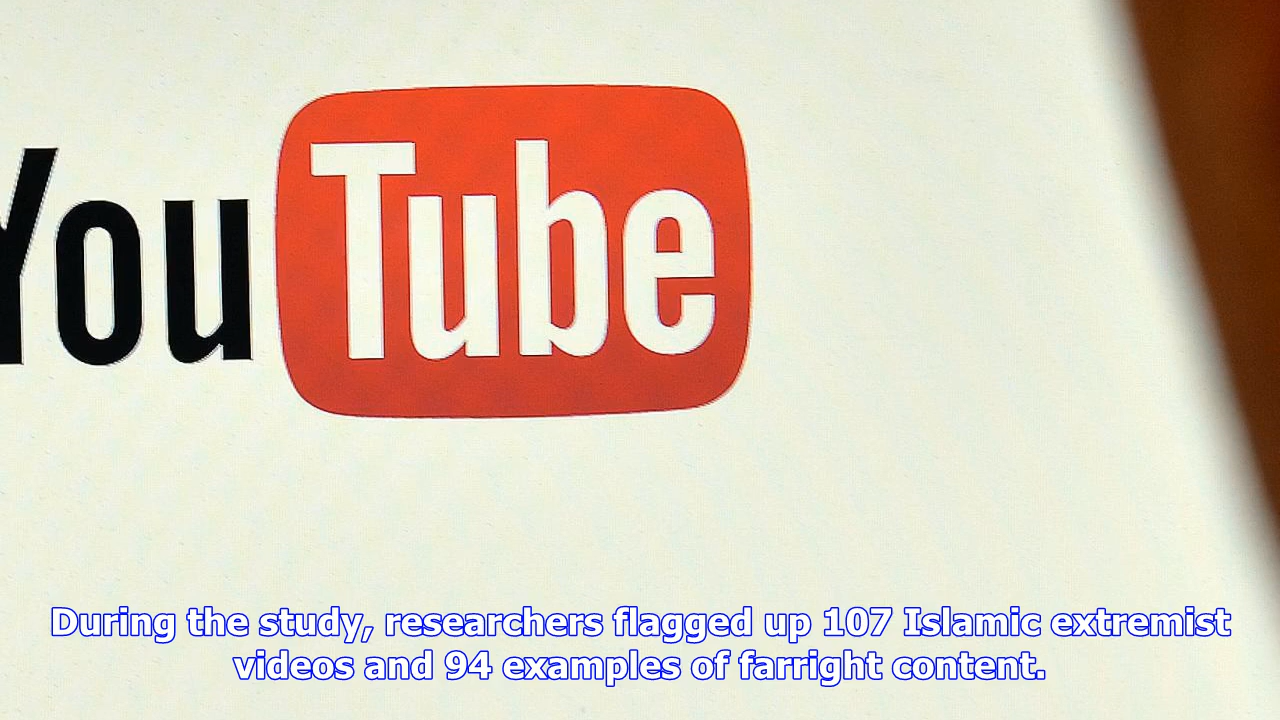 YouTube
During the study, researchers flagged up 107 Islamic extremist
videos and 94 examples of farright content.